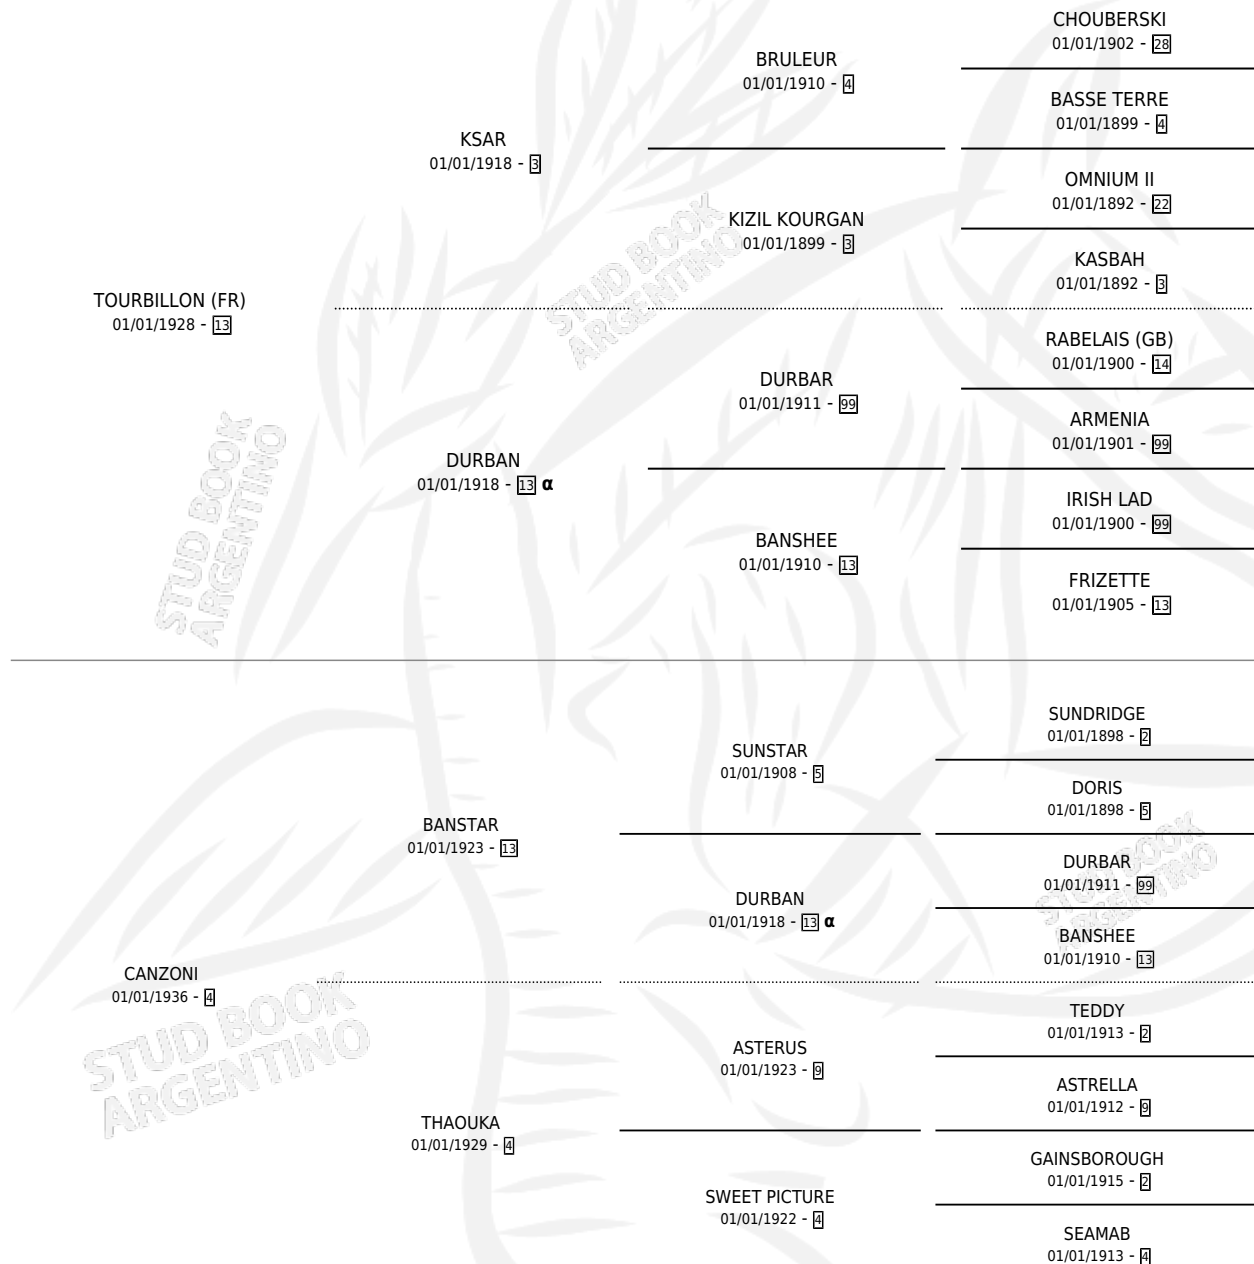 CHOUBERSKI
01/01/1902 - 28
BRULEUR
01/01/1910 - 4
BASSE TERRE
01/01/1899 - 4
KSAR
01/01/1918 - 3
OMNIUM II
01/01/1892 - 22
KIZIL KOURGAN
01/01/1899 - 3
KASBAH
01/01/1892 - 3
STUD BOOK
ARGENTINO
TOURBILLON (FR)
01/01/1928 - 13
RABELAIS (GB)
01/01/1900 - 14
DURBAR
01/01/1911 - 99
ARMENIA
01/01/1901 - 99
DURBAN
01/01/1918 - 13 α
IRISH LAD
01/01/1900 - 99
BANSHEE
01/01/1910 - 13
FRIZETTE
01/01/1905 - 13
STUD BOOK
ARGENTINO
SUNDRIDGE
01/01/1898 - 2
SUNSTAR
01/01/1908 - 5
DORIS
01/01/1898 - 5
BANSTAR
01/01/1923 - 13
DURBAR
01/01/1911 - 99
DURBAN
01/01/1918 - 13 α
BANSHEE
01/01/1910 - 13
STUD BOOK
ARGENTINO
CANZONI
01/01/1936 - 4
TEDDY
01/01/1913 - 2
ASTERUS
01/01/1923 - 9
ASTRELLA
01/01/1912 - 9
STUD BOOK
ARGENTINO
THAOUKA
01/01/1929 - 4
GAINSBOROUGH
01/01/1915 - 2
SWEET PICTURE
01/01/1922 - 4
SEAMAB
01/01/1913 - 4